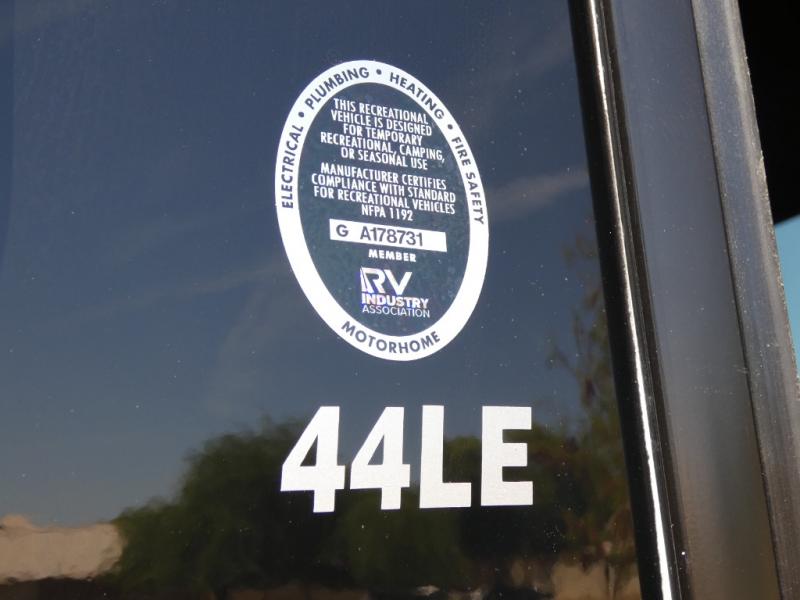 ELECTRICAL • PLUMBING • HEATING • FIRE SAFETY
THIS RECREATIONAL
VEHICLE IS DESIGNED
FOR TEMPORARY
RECREATIONAL, CAMPING,
OR SEASONAL USE
MANUFACTURER CERTIFIES
COMPLIANCE WITH STANDARD
FOR RECREATIONAL VEHICLES
NFPA 1192
G A178731
MEMBER
RV
INDUSTRY
ASSOCIATION
MOTORHOME
44LE